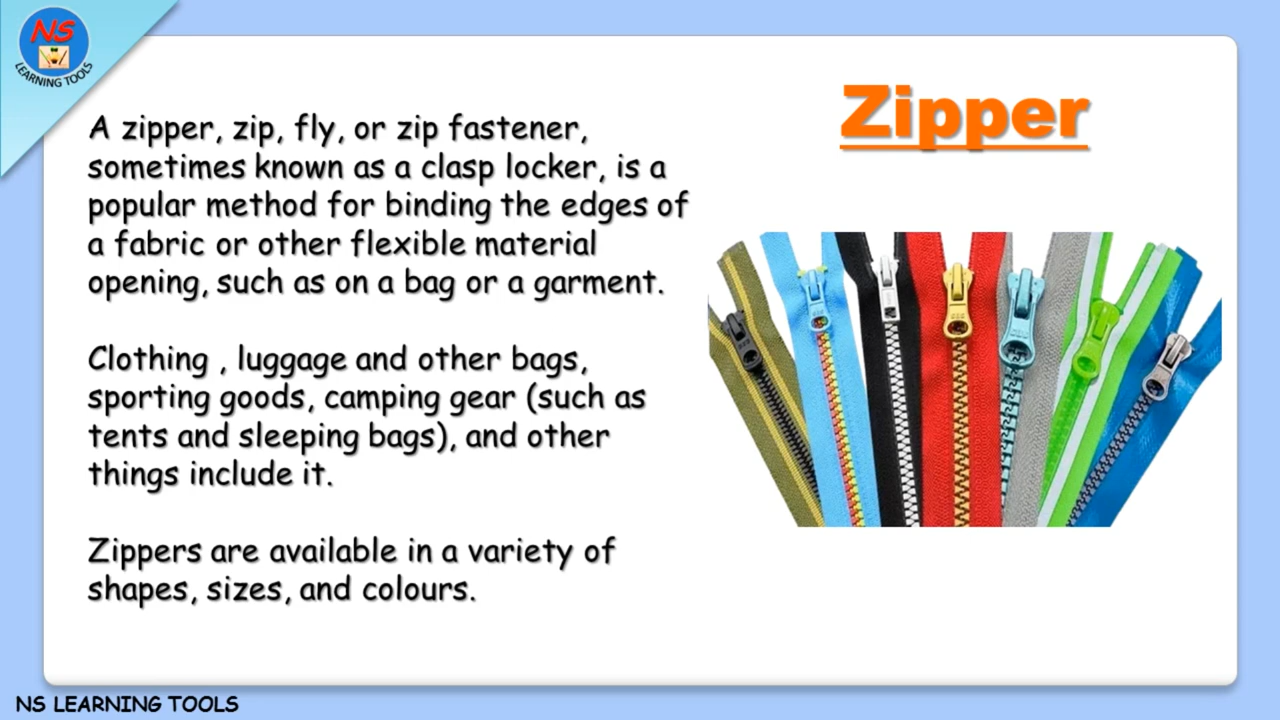 NS
LEARNING TOOLS
Zipper
A zipper, zip, fly, or zip fastener,
sometimes known as a clasp locker, is a
popular method for binding the edges of
a fabric or other flexible material
opening, such as on a bag or a garment.
Clothing , luggage and other bags,
sporting goods, camping gear (such as
tents and sleeping bags), and other
things include it.
Zippers are available in a variety of
shapes, sizes, and colours.
NS LEARNING TOOLS